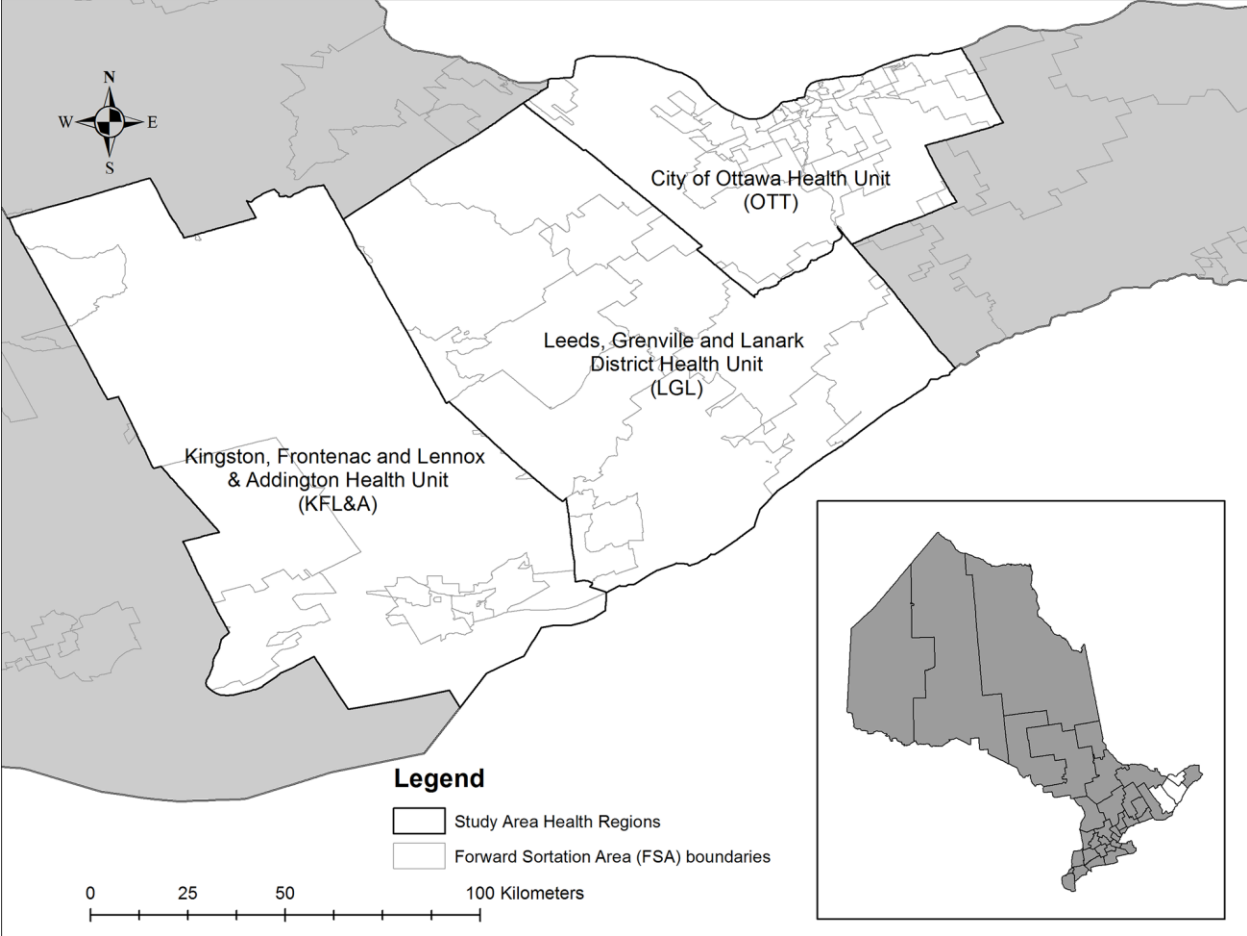 N
W E
S
City of Ottawa Health Unit
(OTT)
Leeds, Grenville and Lanark
District Health Unit
(LGL)
Kingston, Frontenac and Lennox
& Addington Health Unit
(KFL&A)
Legend
Study Area Health Regions
Forward Sortation Area (FSA) boundaries
0 25 50 100 Kilometers